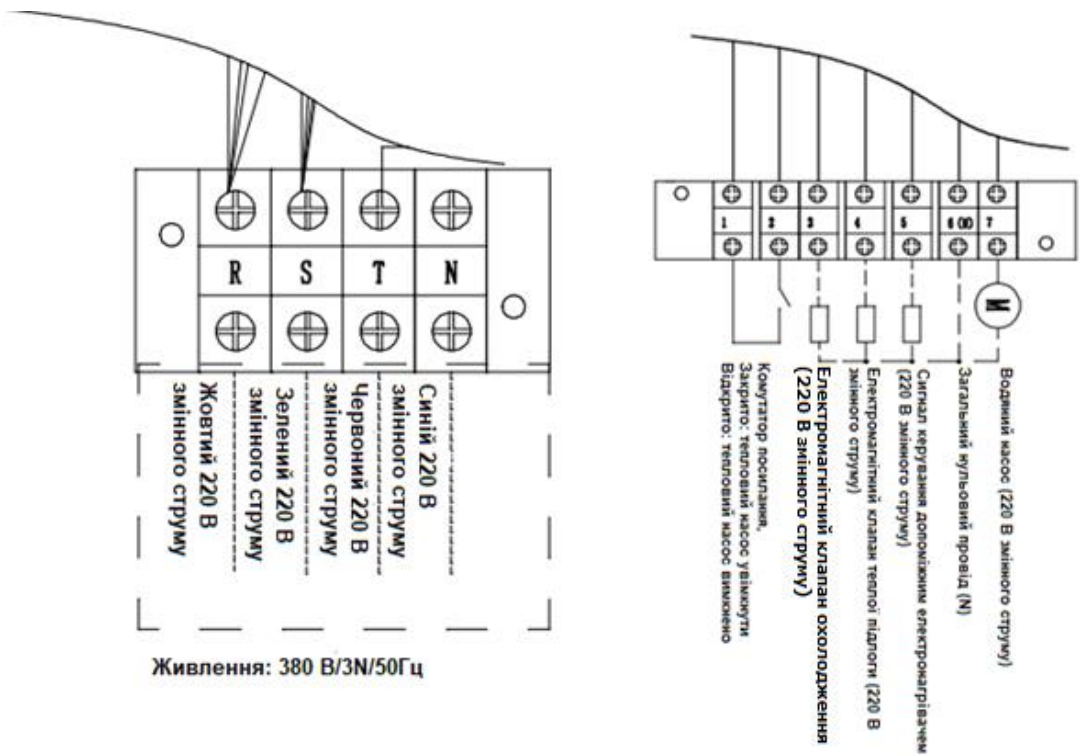 R S T N
Синій 220 В
змінного струму
Червоний 220 В
змінного струму
Зелений 220 В
змінного струму
Жовтий 220 В
змінного струму
Живлення: 380 В/3N/50Гц
1 2 3 4 5 6 (N) 7
M
Водяний насос (220 В змінного струму)
Загальний нульовий провід (N)
Сигнал керування допоміжним електронагрівачем
(220 В змінного струму)
Електромагнітний клапан теплої підлоги (220 В
змінного струму)
Електромагнітний клапан охолодження
(220 В змінного струму)
Комутатор посилання,
Закрито: тепловий насос увімкнути
Відкрито: тепловий насос вимкнено